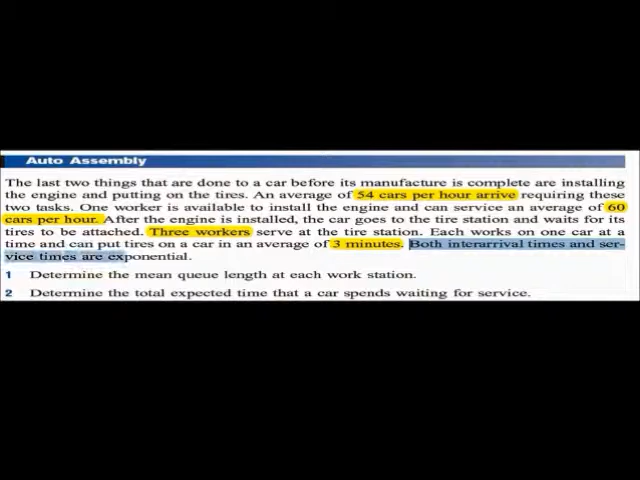 Auto Assembly
The last two things that are done to a car before its manufacture is complete are installing
the engine and putting on the tires. An average of 54 cars per hour arrive requiring these
two tasks. One worker is available to install the engine and can service an average of 60
cars per hour. After the engine is installed, the car goes to the tire station and waits for its
tires to be attached. Three workers serve at the tire station. Each works on one car at a
time and can put tires on a car in an average of 3 minutes. Both interarrival times and ser-
vice times are exponential.
1 Determine the mean queue length at each work station.
2 Determine the total expected time that a car spends waiting for service.